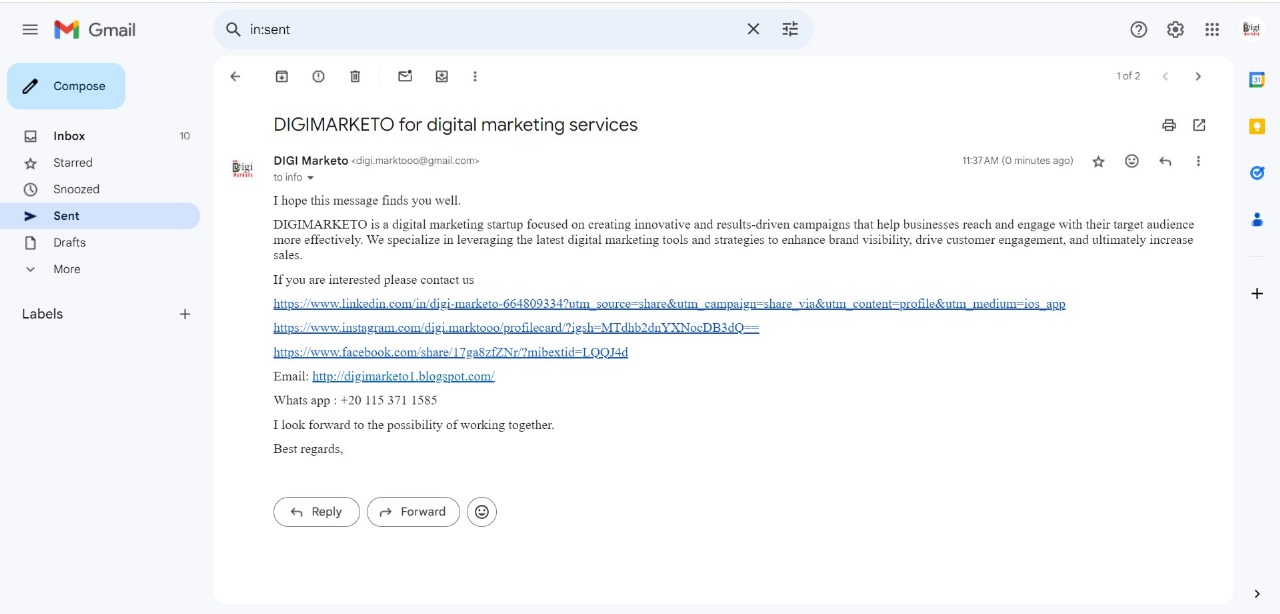 Gmail
in:sent
Digi
Marketo
Compose
1 of 2
31
DIGIMARKETO for digital marketing services
Inbox 10
Starred
Snoozed
Sent
Drafts
More
Labels
Digi
Marketo
DIGI Marketo <digi.marktooo@gmail.com>
11:37 AM (0 minutes ago)
to info
I hope this message finds you well.
DIGIMARKETO is a digital marketing startup focused on creating innovative and results-driven campaigns that help businesses reach and engage with their target audience
more effectively. We specialize in leveraging the latest digital marketing tools and strategies to enhance brand visibility, drive customer engagement, and ultimately increase
sales.
If you are interested please contact us
https://www.linkedin.com/in/digi-marketo-664809334?utm_source=share&utm_campaign=share_via&utm_content=profile&utm_medium=ios_app
https://www.instagram.com/digi.marktooo/profilecard/?igsh=MTdhb2dnYXNocDB3dQ==
https://www.facebook.com/share/17ga8zfZNr/?mibextid=LQQJ4d
Email: http://digimarketo1.blogspot.com/
Whats app : +20 115 371 1585
I look forward to the possibility of working together.
Best regards,
Reply
Forward